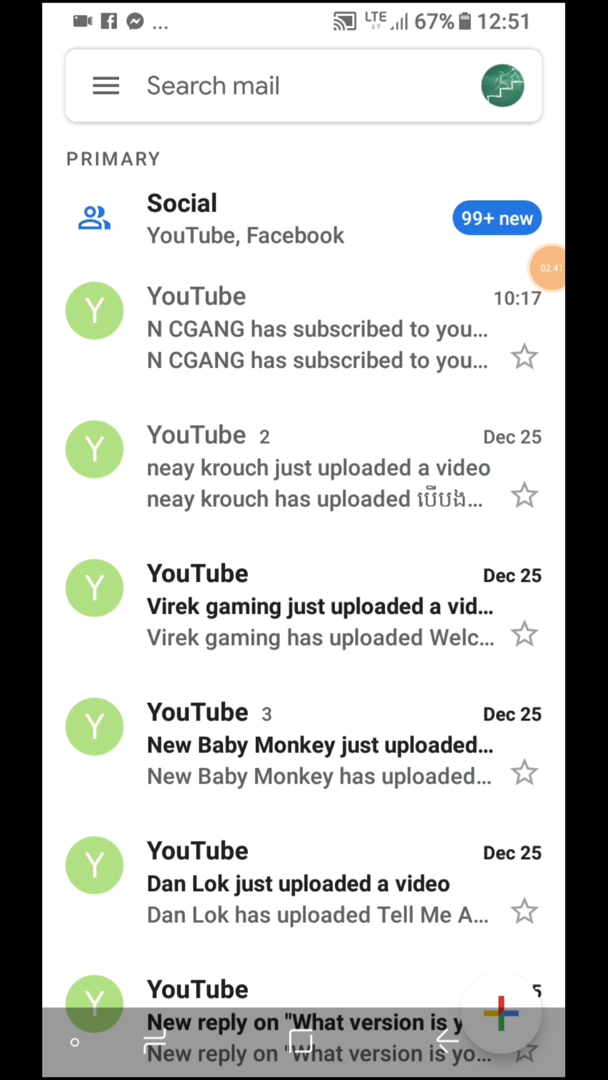 ... LTE 67% 12:51
Search mail
PRIMARY
Social
99+ new
YouTube, Facebook
02:41
Y YouTube 10:17
N CGANG has subscribed to you...
N CGANG has subscribed to you...
Y YouTube 2 Dec 25
neay krouch just uploaded a video
neay krouch has uploaded បើបង...
Y YouTube Dec 25
Virek gaming just uploaded a vid...
Virek gaming has uploaded Welc...
Y YouTube 3 Dec 25
New Baby Monkey just uploaded...
New Baby Monkey has uploaded...
Y YouTube Dec 25
Dan Lok just uploaded a video
Dan Lok has uploaded Tell Me A...
Y YouTube 5
New reply on "What version is y
New reply on "What version is yo...